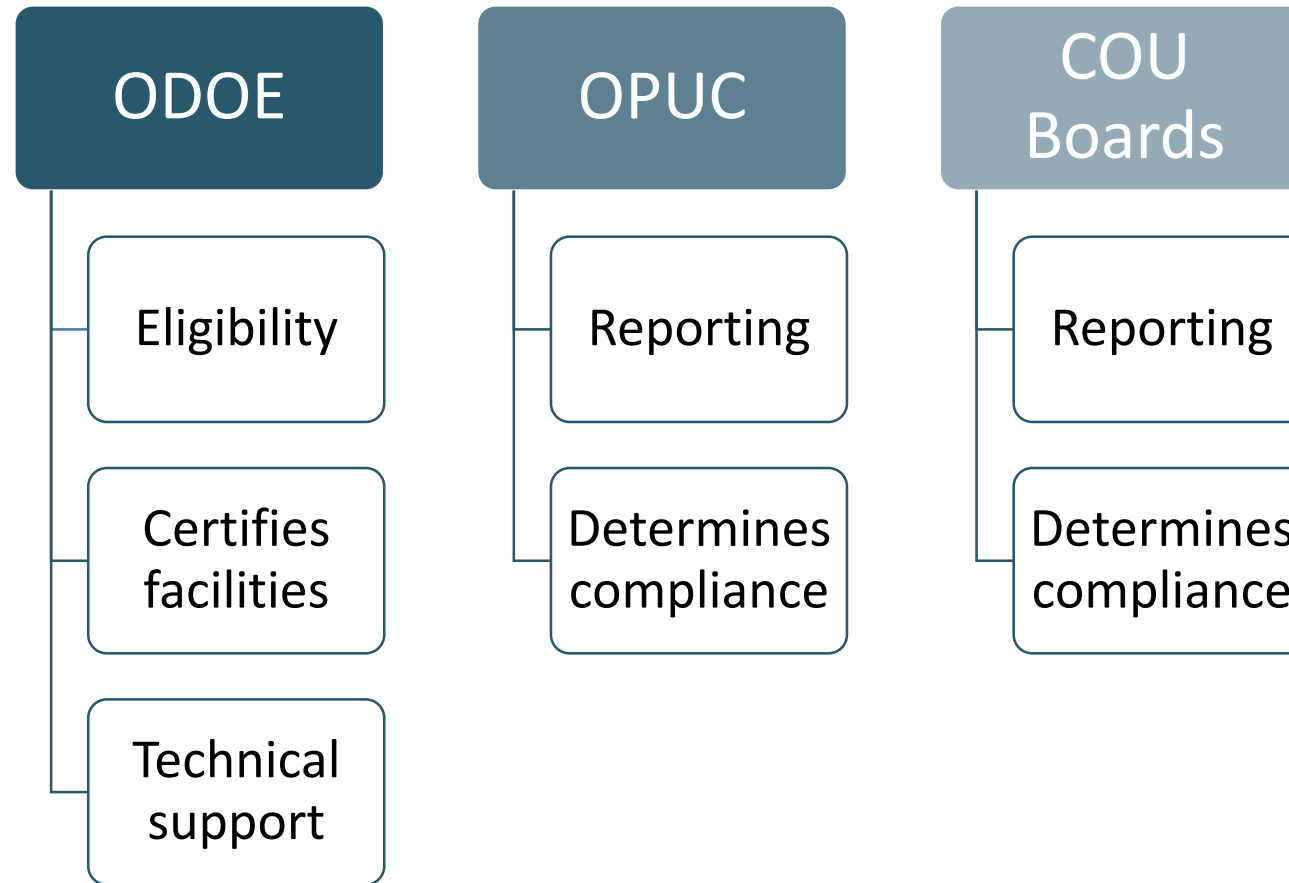 ODOE
Eligibility
Certifies
facilities
Technical
support
OPUC
Reporting
Determines
compliance
COU
Boards
Reporting
Determines
compliance